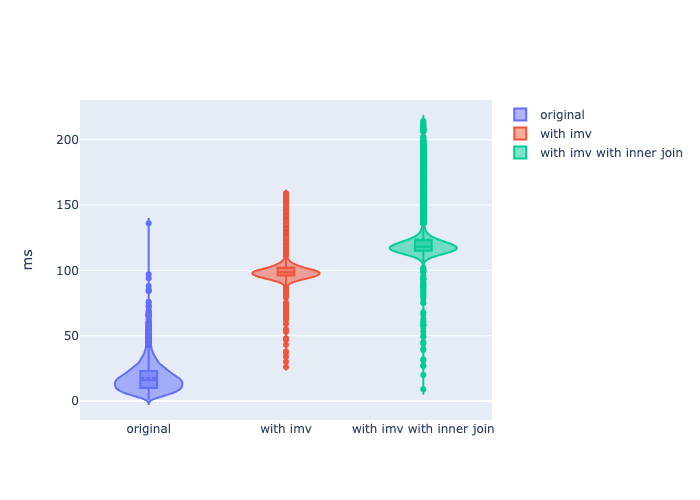 original
with imv
with imv with inner join
200
150
100
50
0
ms
original
with imv
with imv with inner join